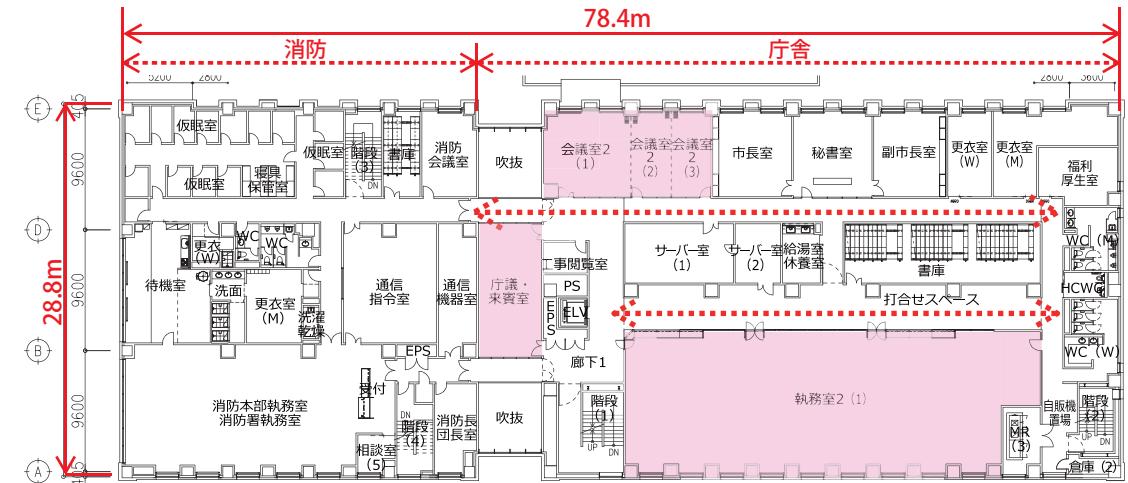 78.4m
消防
庁舎
5200
2800
2800
5600
E
D
B
A
9600
9600
9600
28.8m
仮眠室
仮眠室
仮眠室
寝具
保管室
階段
(3)
DN
書庫
消防
会議室
吹抜
会議室2
(1)
会議室
2
(2)
会議室
2
(3)
市長室
秘書室
副市長室
更衣室
(W)
更衣室
(M)
福利
厚生室
待機室
更衣
(W)
WC
WC
洗面
更衣室
(M)
洗濯
乾燥
通信
指令室
通信
機器室
庁議・
来賓室
工事閲覧室
PS
EPS
ELV
サーバー室
(1)
サーバー室
(2)
給湯室
休養室
書庫
打合せスペース
WC (M)
HCWC
WC (W)
EPS
受付
消防本部執務室
消防署執務室
相談室
(5)
DN
階段
(4)
消防長
団長室
吹抜
廊下1
階段
(1)
UP
DN
執務室2 (1)
MR
(3)
自販機
置場
階段
(2)
UP
DN
倉庫 (2)